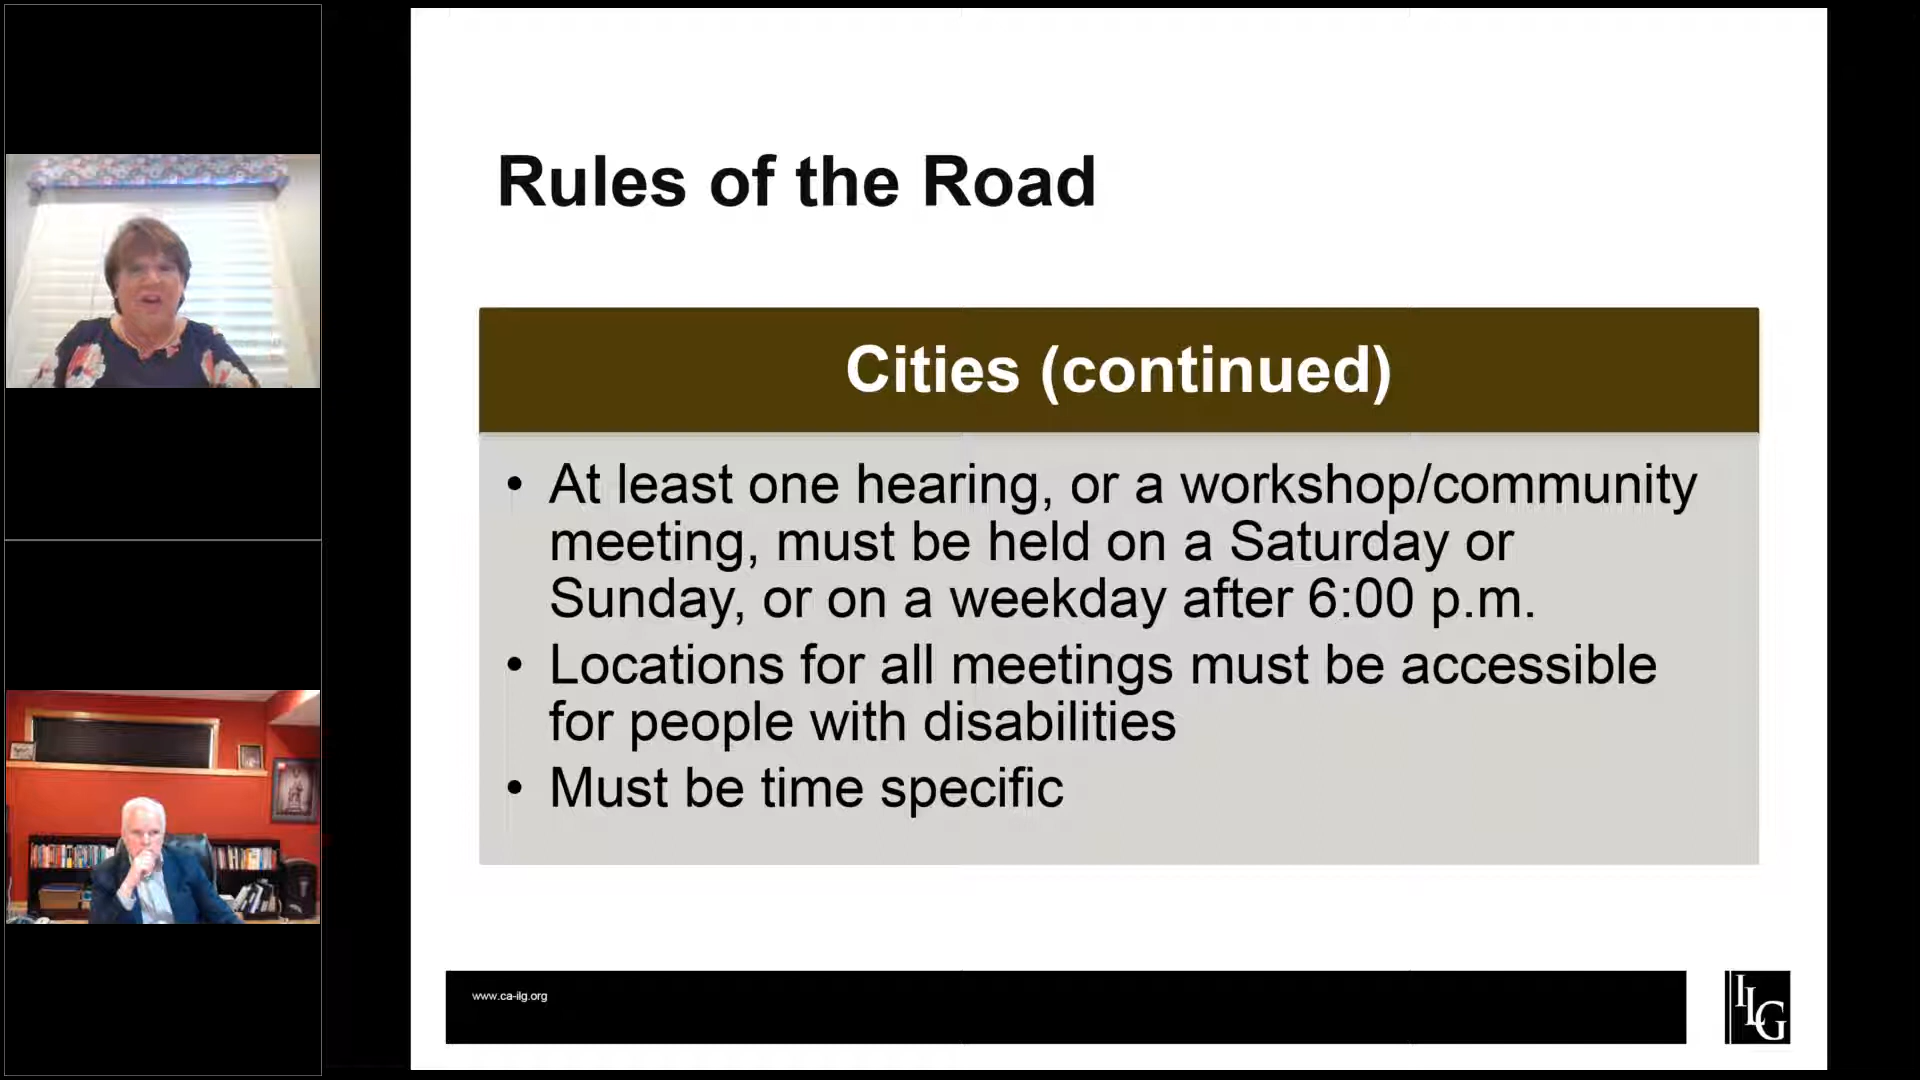 Rules of the Road
Cities (continued)
• At least one hearing, or a workshop/community
meeting, must be held on a Saturday or
Sunday, or on a weekday after 6:00 p.m.
• Locations for all meetings must be accessible
for people with disabilities
• Must be time specific
www.ca-ilg.org
ILG